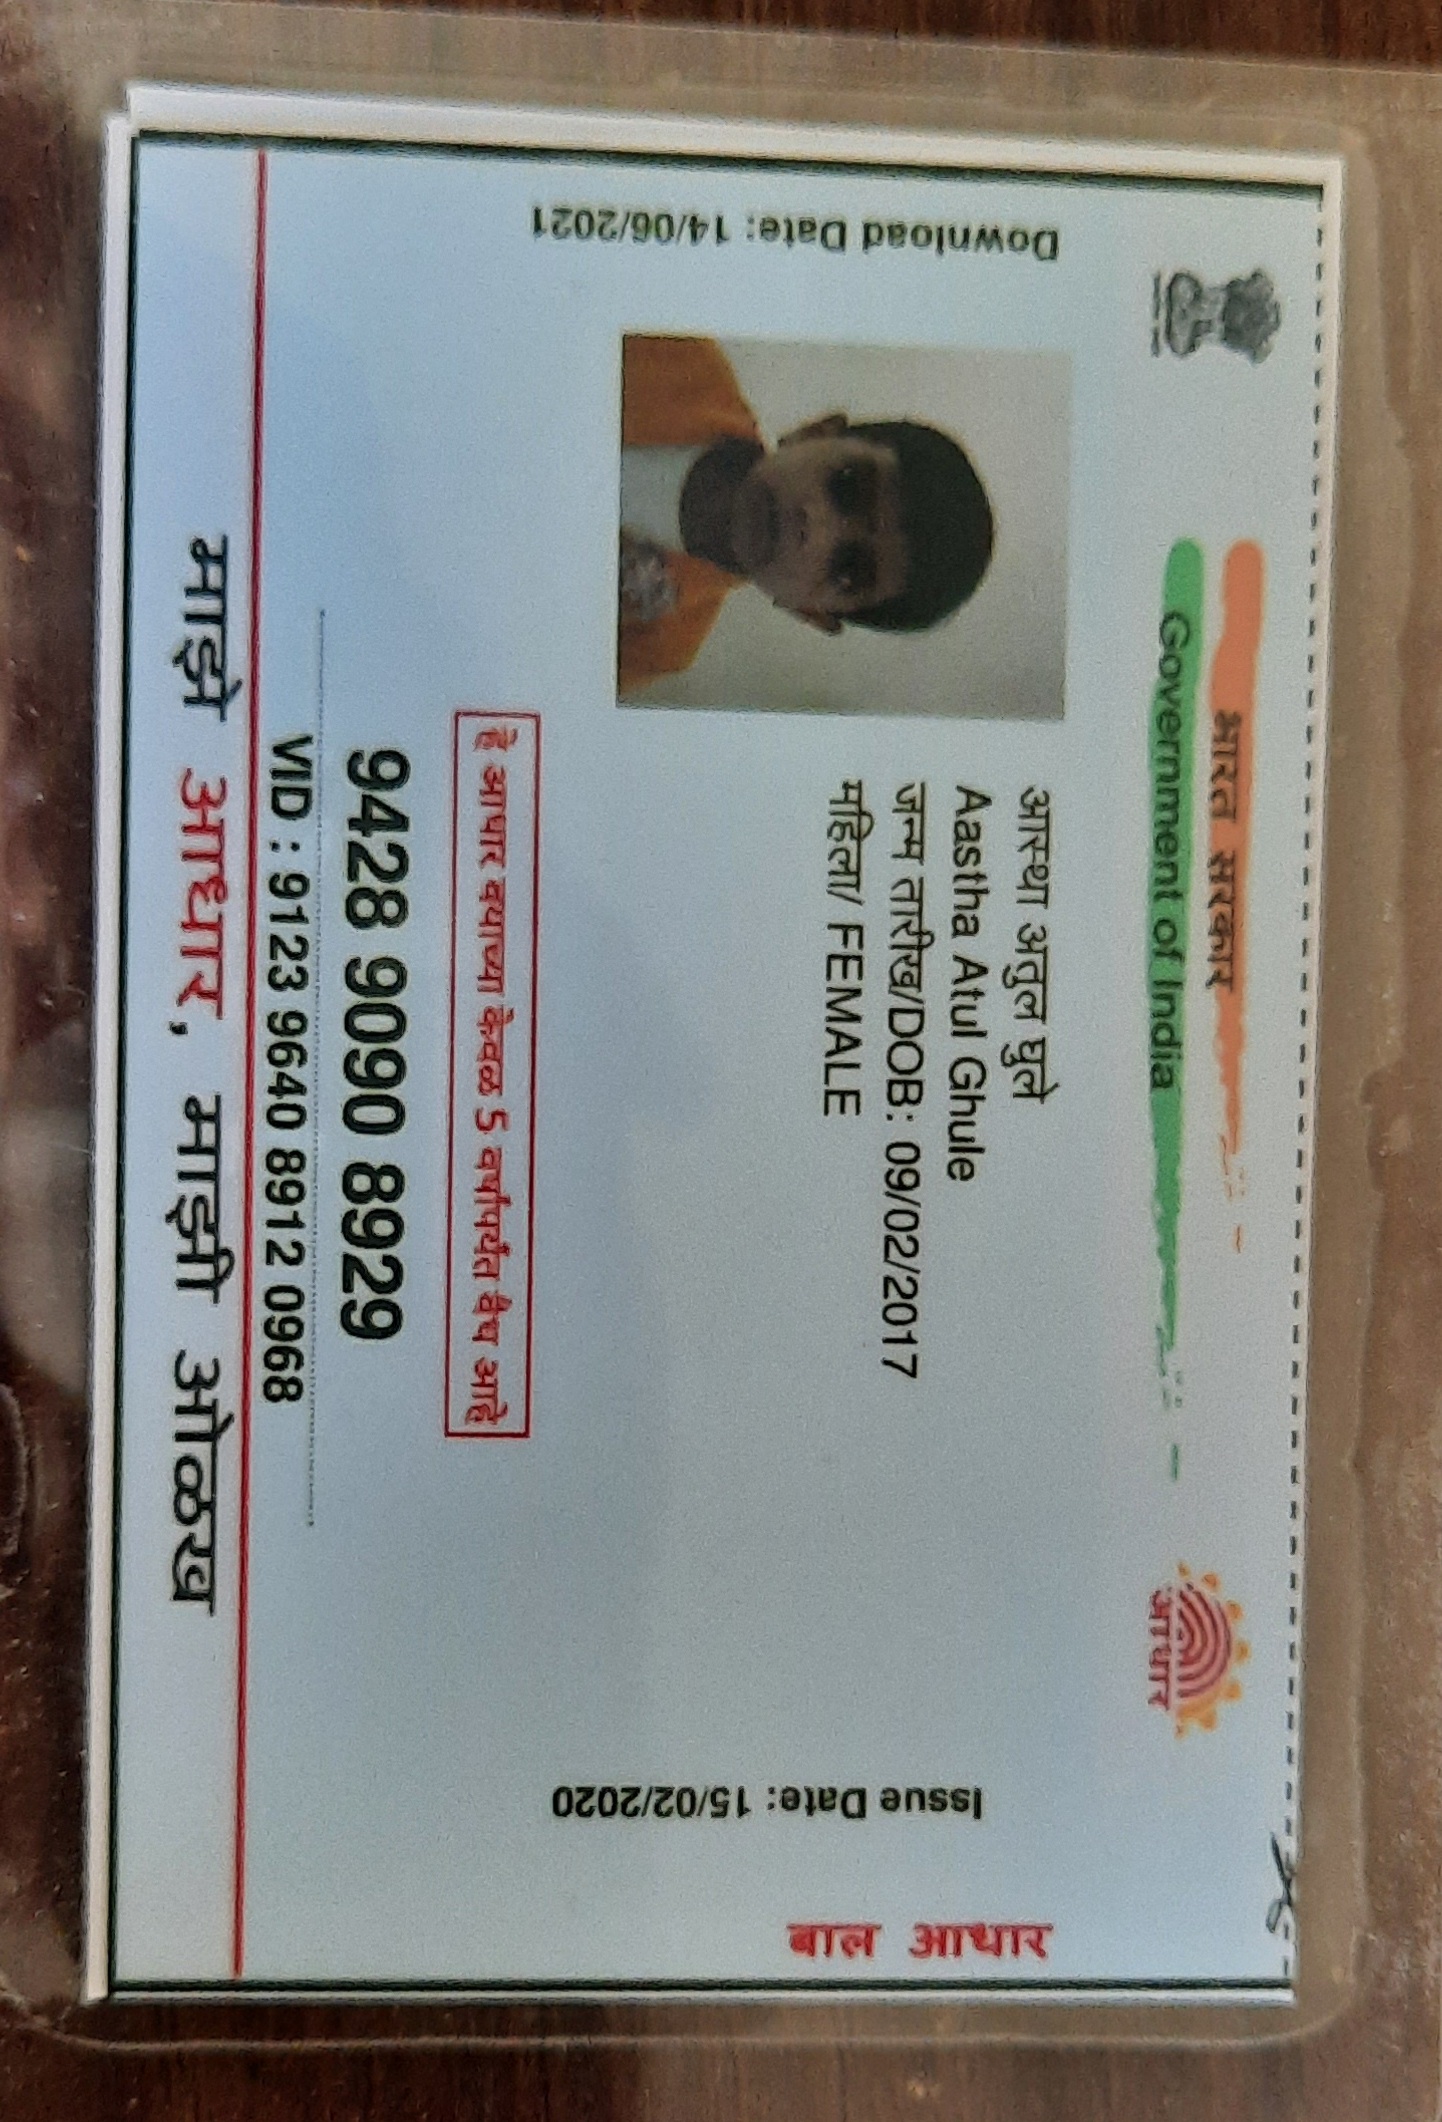 भारत सरकार
Government of India
आधार
Download Date: 14/06/2021
आस्था अतुल घुले
Aastha Atul Ghule
जन्म तारीख/DOB: 09/02/2017
महिला/ FEMALE
Issue Date: 15/02/2020
बाल आधार
हे आधार वयाच्या केवळ 5 वर्षापर्यंत वैध आहे
9428 9090 8929
VID : 9123 9640 8912 0968
माझे आधार, माझी ओळख